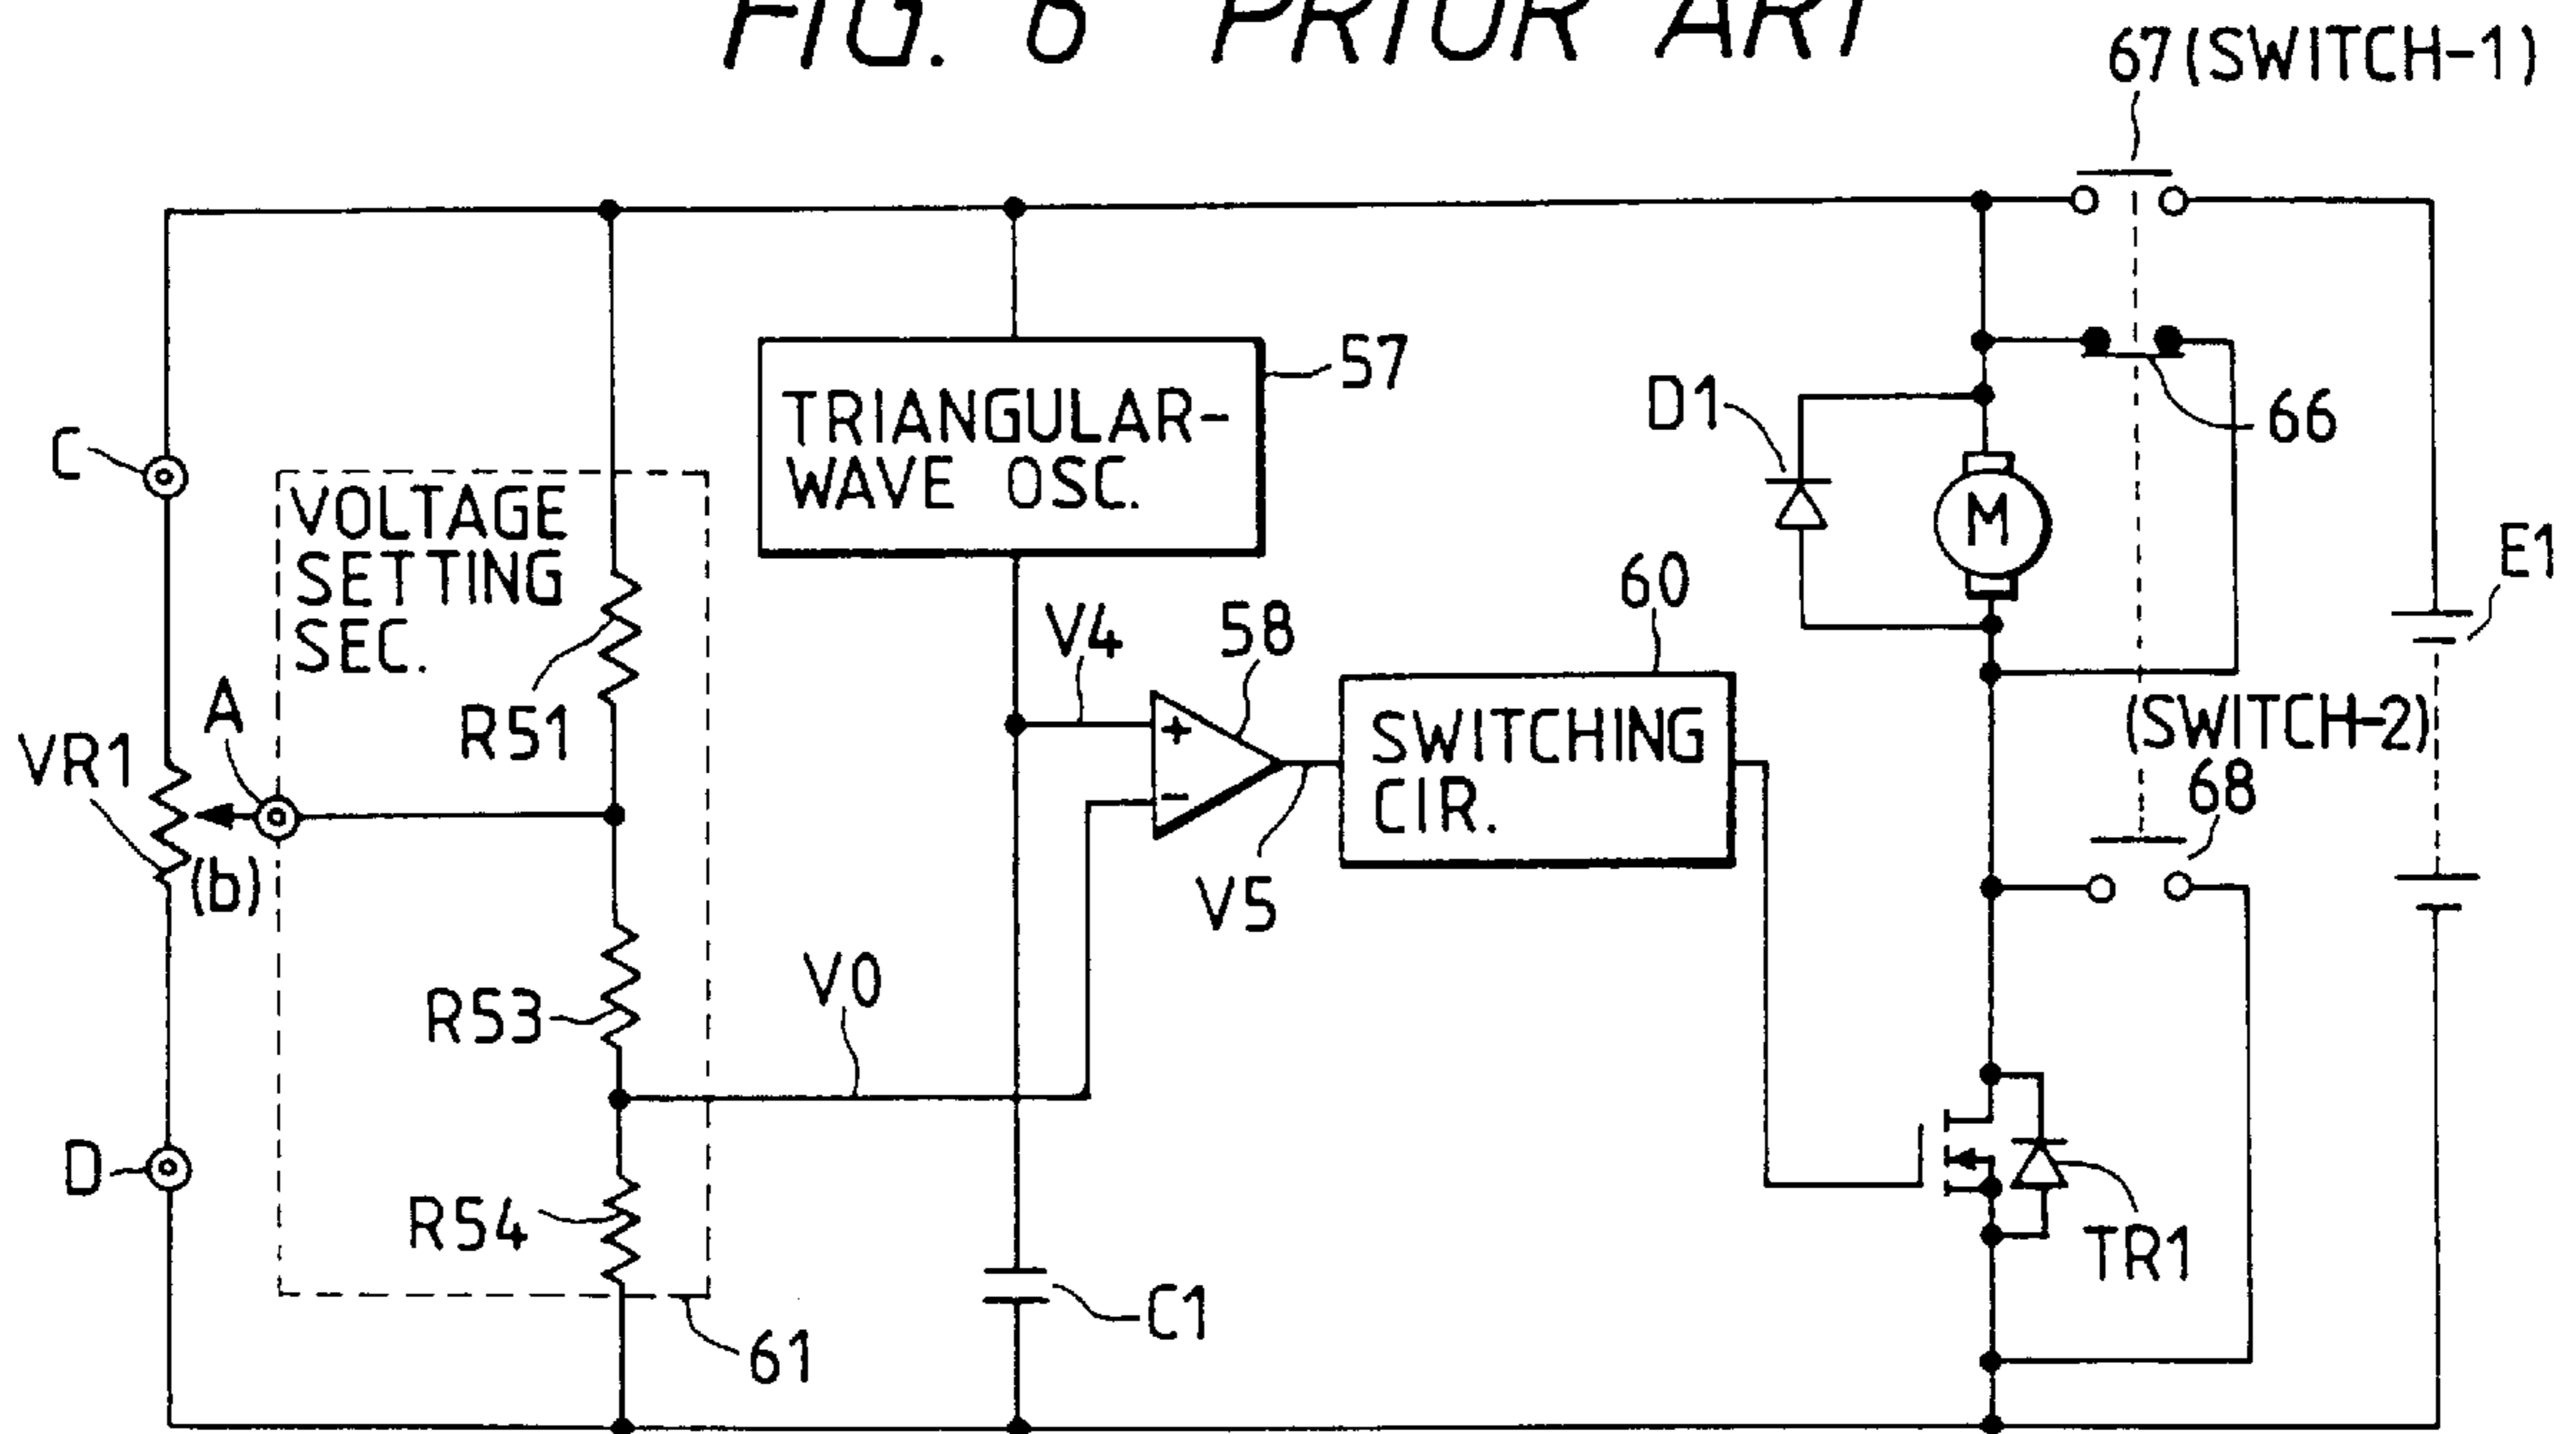 FIG. 6 PRIOR ART
67(SWITCH-1)
57
TRIANGULAR-
WAVE OSC.
D1
66
C
VOLTAGE
SETTING
SEC.
M
E1
60
V4
58
R51
A
VR1
(b)
+
-
SWITCHING
CIR.
(SWITCH-2)
68
V5
V0
R53
D
R54
TR1
C1
61